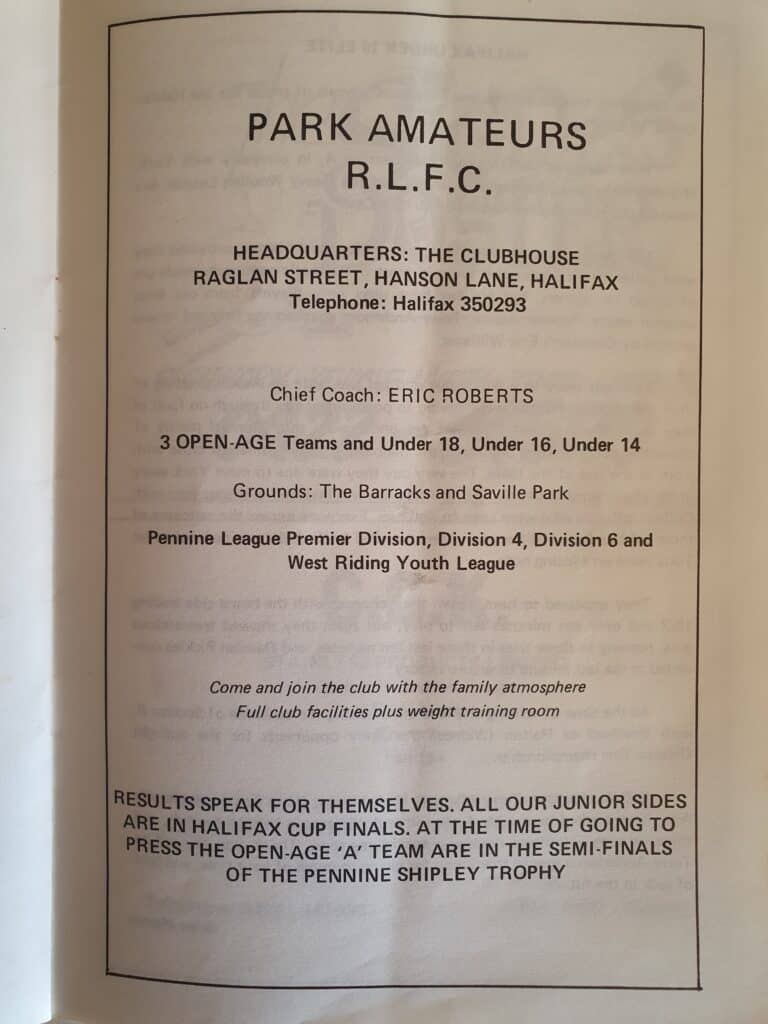 PARK AMATEURS
R.L.F.C.
HEADQUARTERS: THE CLUBHOUSE
RAGLAN STREET, HANSON LANE, HALIFAX
Telephone: Halifax 350293
Chief Coach: ERIC ROBERTS
3 OPEN-AGE Teams and Under 18, Under 16, Under 14
Grounds: The Barracks and Saville Park
Pennine League Premier Division, Division 4, Division 6 and
West Riding Youth League
Come and join the club with the family atmosphere
Full club facilities plus weight training room
RESULTS SPEAK FOR THEMSELVES. ALL OUR JUNIOR SIDES
ARE IN HALIFAX CUP FINALS. AT THE TIME OF GOING TO
PRESS THE OPEN-AGE ‘A’ TEAM ARE IN THE SEMI-FINALS
OF THE PENNINE SHIPLEY TROPHY